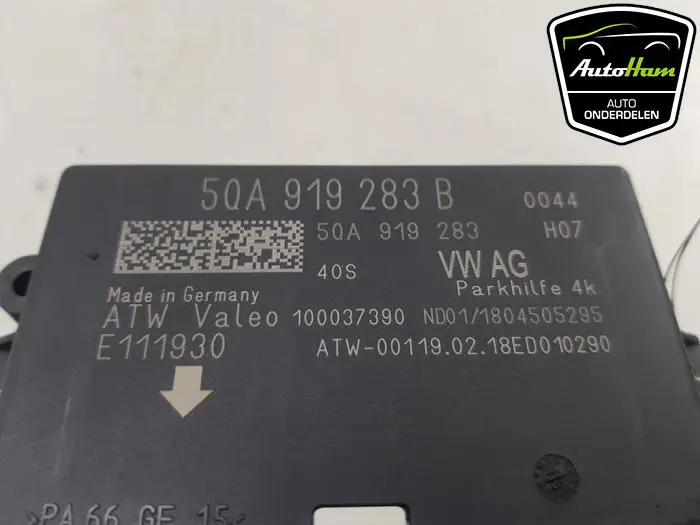 AutoHam
AUTO
ONDERDELEN
5QA 919 283 B 0044
5QA 919 283 H07
40S VW AG
Made in Germany Parkhilfe 4k
ATW Valeo 100037390 ND01/1804505295
E111930 ATW-00119.02.18ED010290
>PA 66 GF 15<